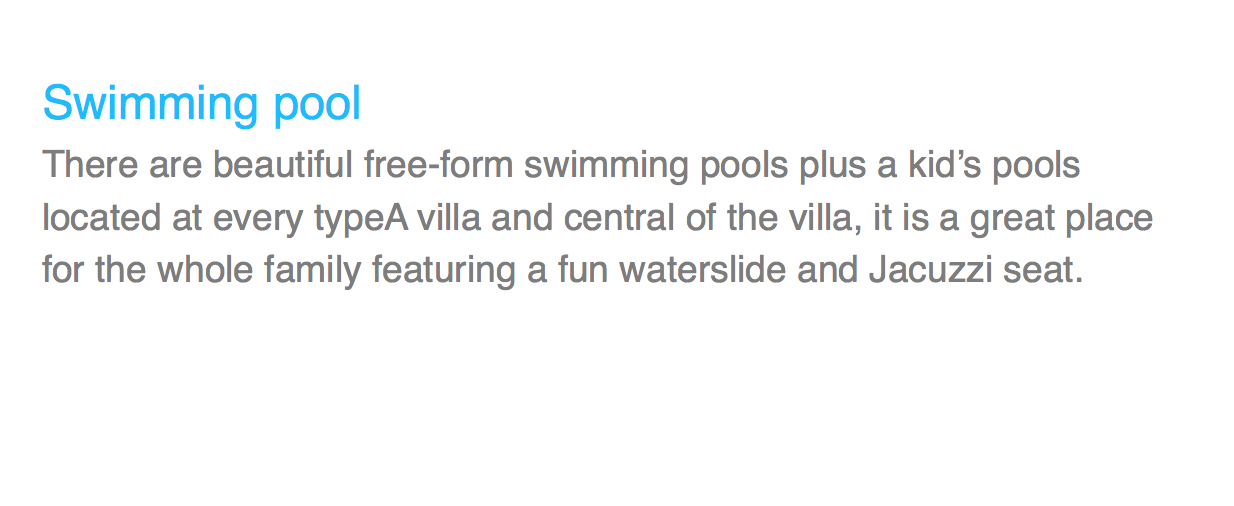 Swimming pool
There are beautiful free-form swimming pools plus a kid’s pools
located at every typeA villa and central of the villa, it is a great place
for the whole family featuring a fun waterslide and Jacuzzi seat.